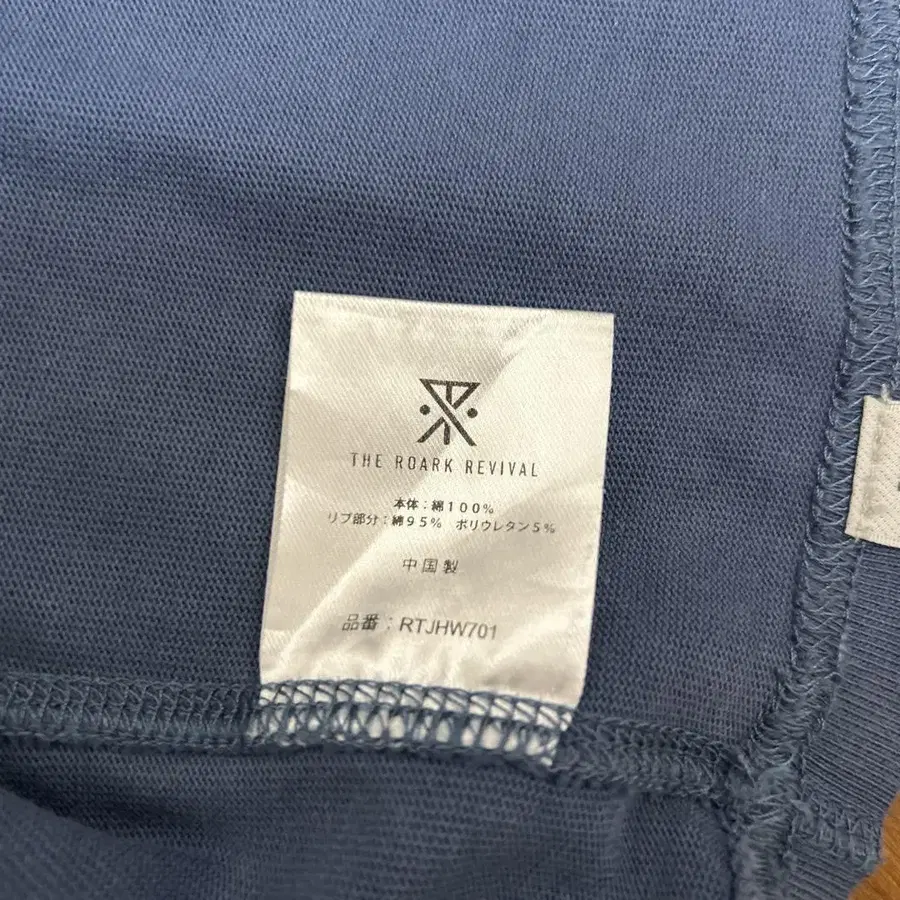 THE ROARK REVIVAL
本体：綿100%
リブ部分：綿95% ポリウレタン5%
中国製
品番：RTJHW701